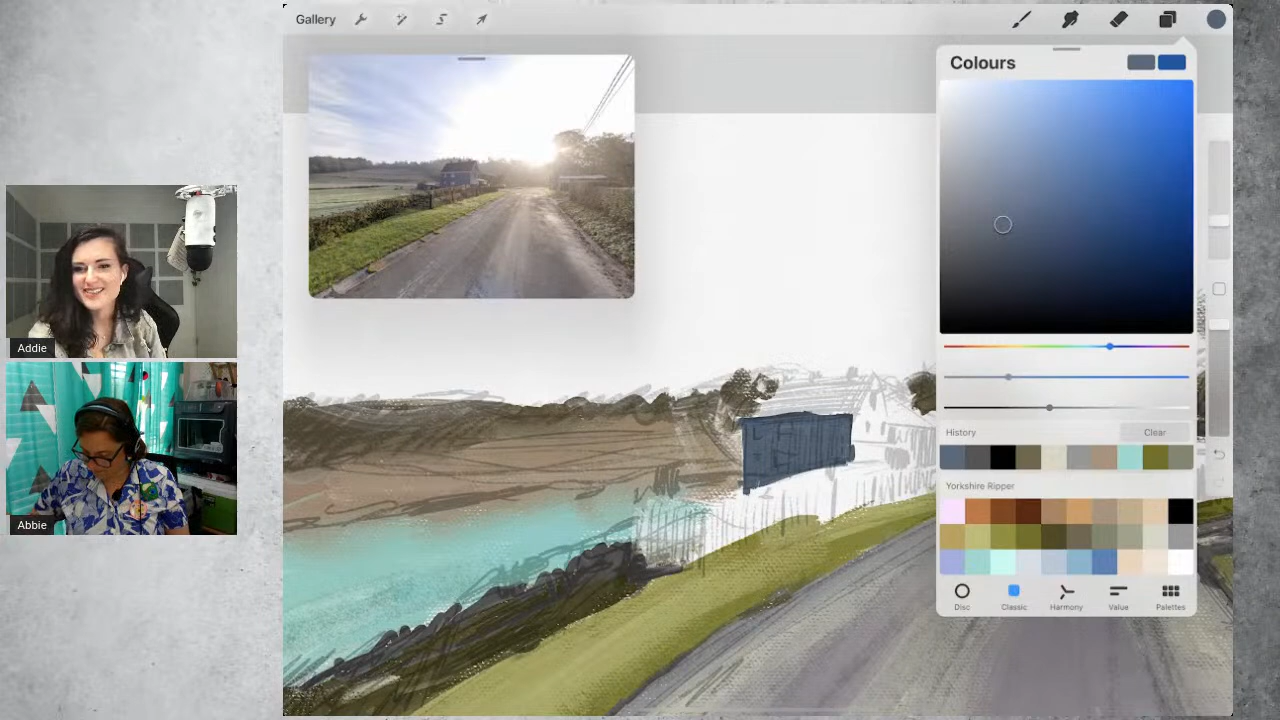 Gallery
Colours
Addie
Abbie
History
Clear
Yorkshire Ripper
Disc
Classic
Harmony
Value
Palettes